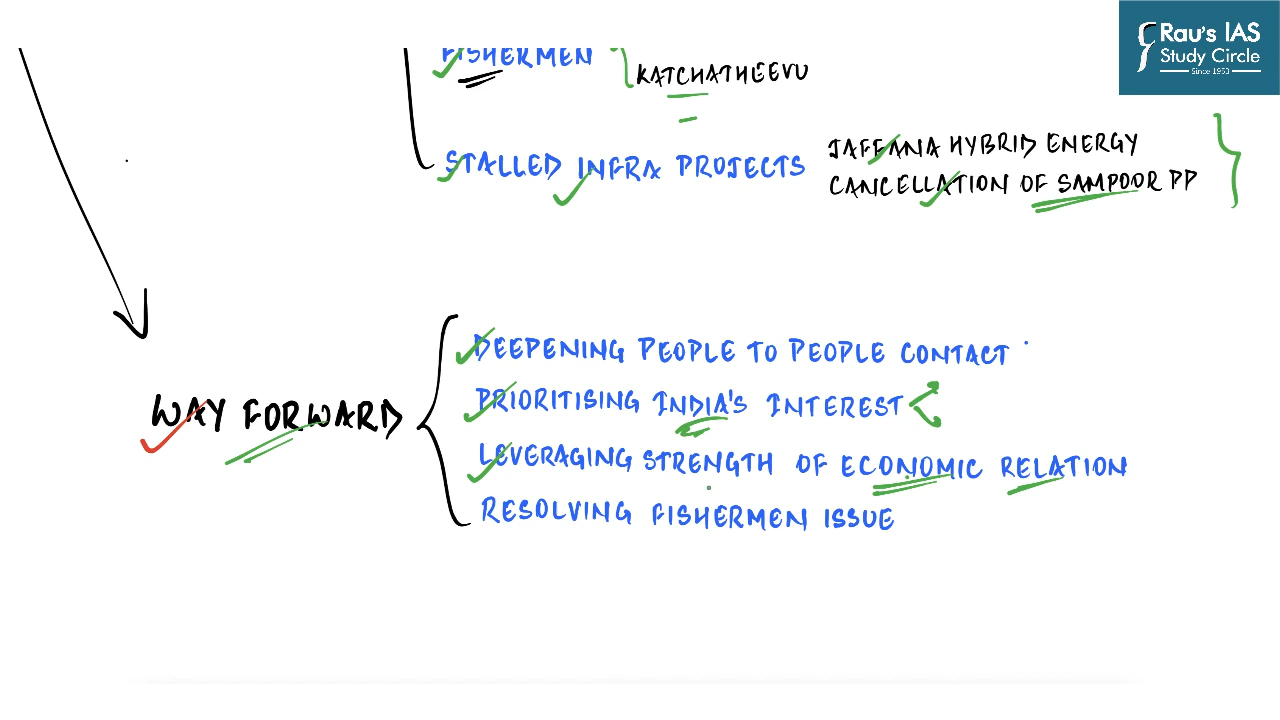 Rau's IAS
Study Circle
Since 1953
FISHERMEN
KATCHATHEEVU
STALLED INFRA PROJECTS
JAFFANA HYBRID ENERGY
CANCELLATION OF SAMPOOR PP
WAY FORWARD
DEEPENING PEOPLE TO PEOPLE CONTACT
PRIORITISING INDIA'S INTEREST
LEVERAGING STRENGTH OF ECONOMIC RELATION
RESOLVING FISHERMEN ISSUE